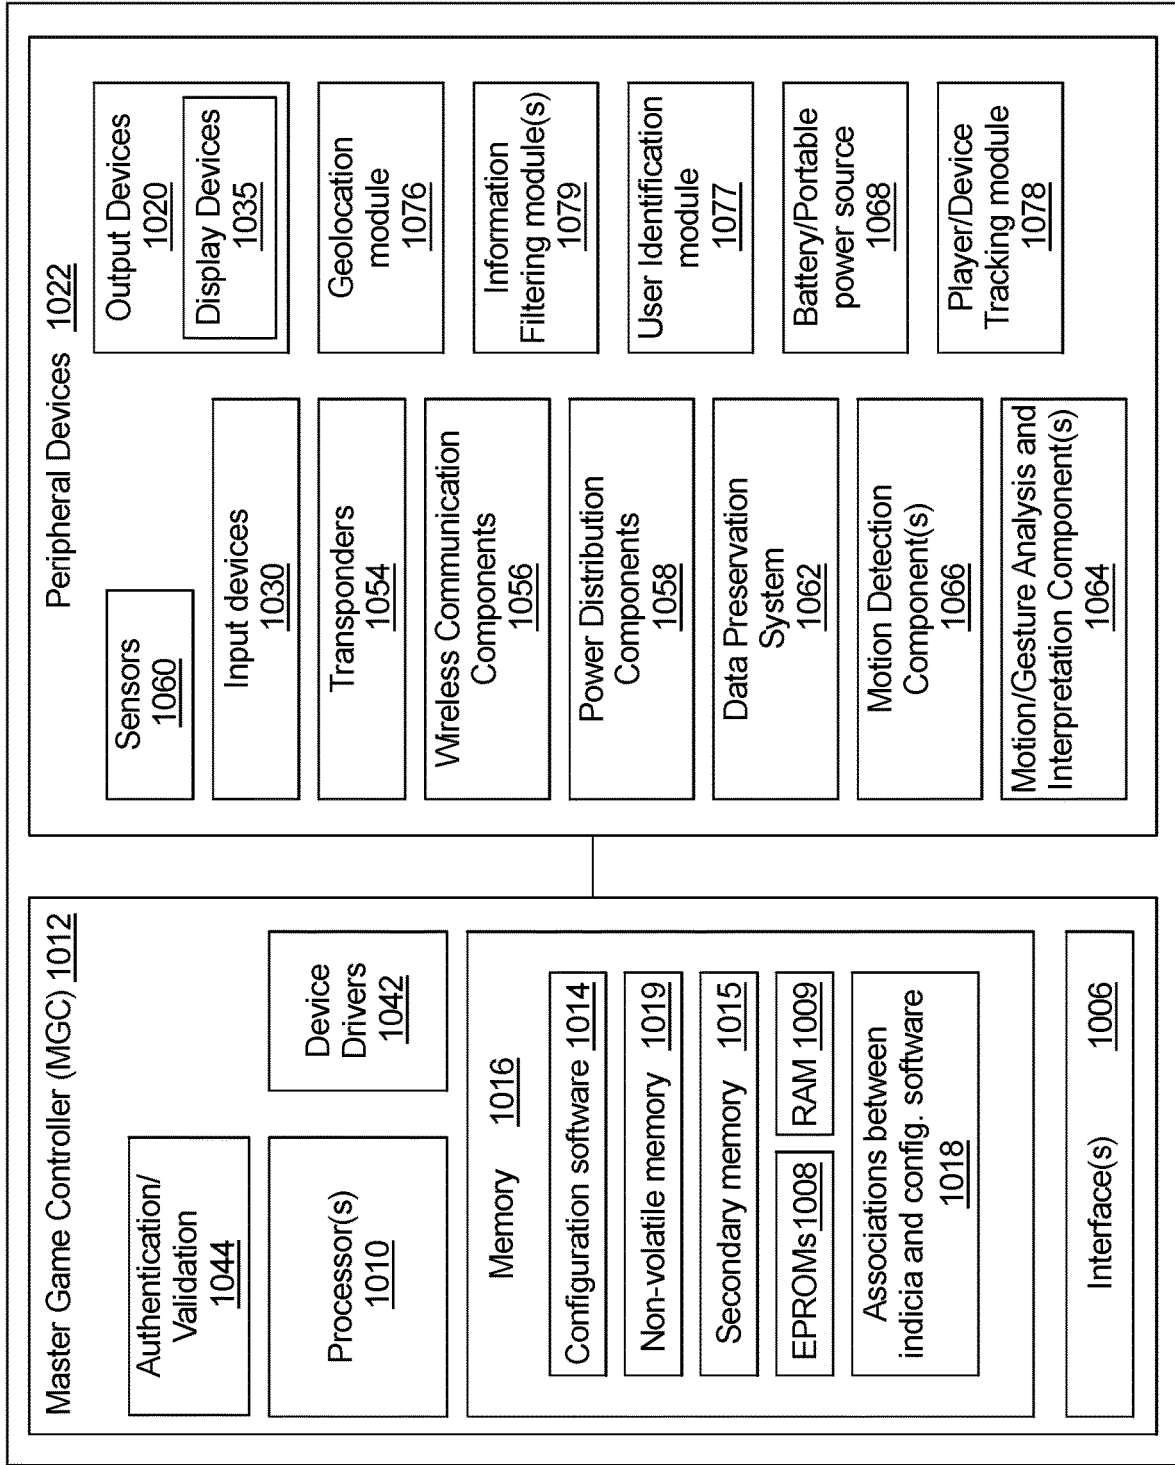 Master Game Controller (MGC) 1012
Authentication/
Validation
1044
Processor(s)
1010
Device
Drivers
1042
Memory 1016
Configuration software 1014
Non-volatile memory 1019
Secondary memory 1015
EPROMs1008
RAM 1009
Associations between
indicia and config. software
1018
Interface(s) 1006
Peripheral Devices 1022
Sensors
1060
Input devices
1030
Transponders
1054
Wireless Communication
Components
1056
Power Distribution
Components
1058
Data Preservation
System
1062
Motion Detection
Component(s)
1066
Motion/Gesture Analysis and
Interpretation Component(s)
1064
Output Devices
1020
Display Devices
1035
Geolocation
module
1076
Information
Filtering module(s)
1079
User Identification
module
1077
Battery/Portable
power source
1068
Player/Device
Tracking module
1078